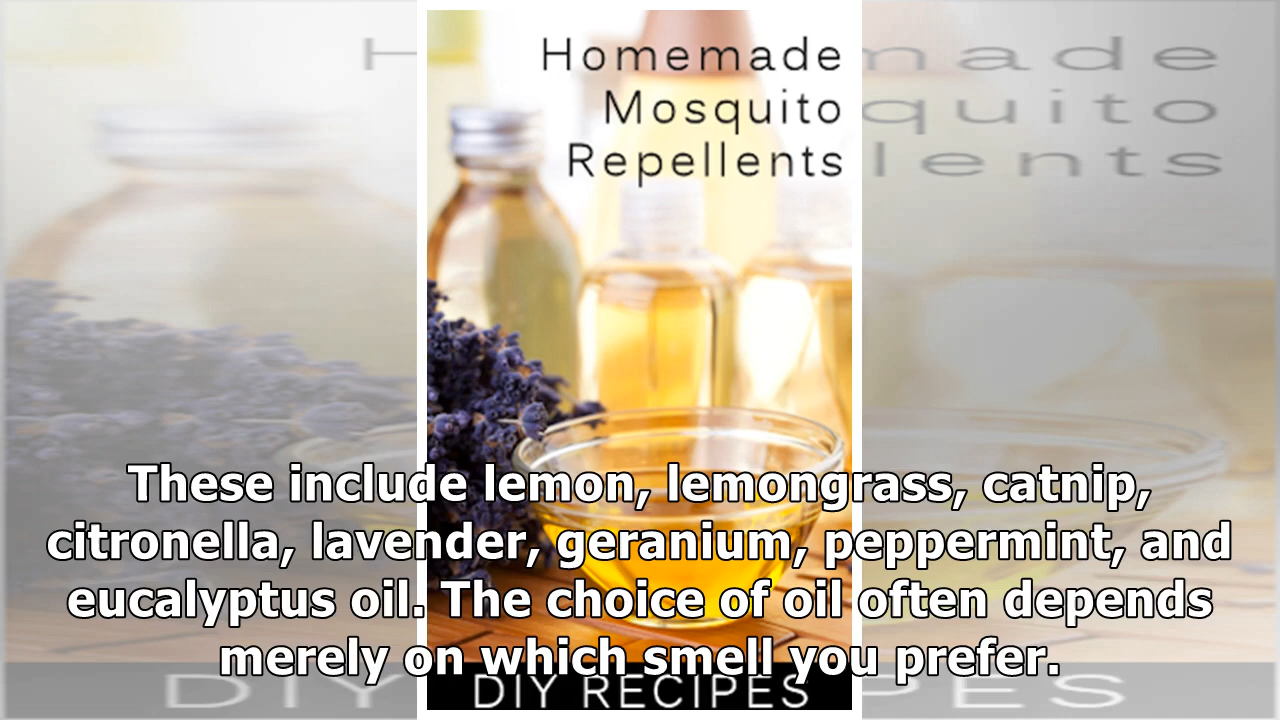 Homemade
Mosquito
Repellents
These include lemon, lemongrass, catnip,
citronella, lavender, geranium, peppermint, and
eucalyptus oil. The choice of oil often depends
merely on which smell you prefer.
DIY RECIPES